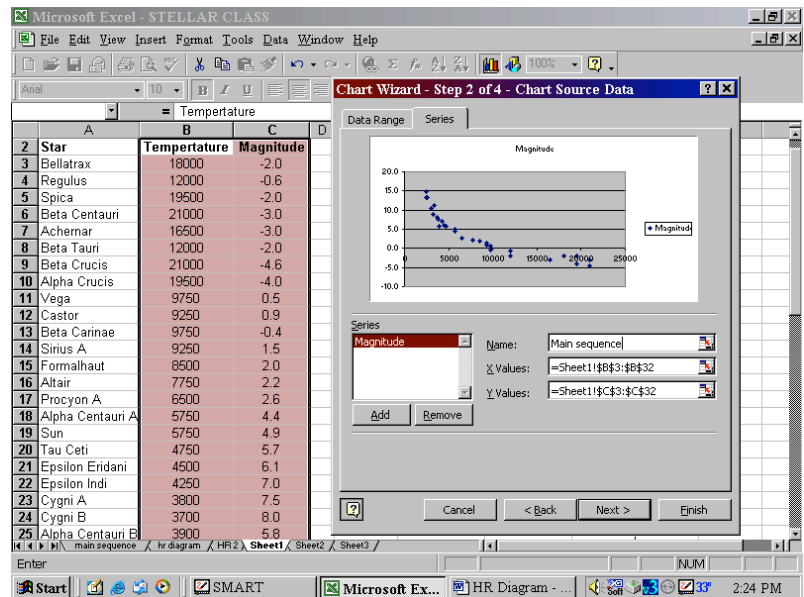 Microsoft Excel - STELLAR CLASS
File Edit View Insert Format Tools Data Window Help
100%
Arial 10 B I U
= Tempertature
A B C D
2 Star Tempertature Magnitude
3 Bellatrax 18000 -2.0
4 Regulus 12000 -0.6
5 Spica 19500 -2.0
6 Beta Centauri 21000 -3.0
7 Achernar 16500 -3.0
8 Beta Tauri 12000 -2.0
9 Beta Crucis 21000 -4.6
10 Alpha Crucis 19500 -4.0
11 Vega 9750 0.5
12 Castor 9250 0.9
13 Beta Carinae 9750 -0.4
14 Sirius A 9250 1.5
15 Formalhaut 8500 2.0
16 Altair 7750 2.2
17 Procyon A 6500 2.6
18 Alpha Centauri A 5750 4.4
19 Sun 5750 4.9
20 Tau Ceti 4750 5.7
21 Epsilon Eridani 4500 6.1
22 Epsilon Indi 4250 7.0
23 Cygni A 3800 7.5
24 Cygni B 3700 8.0
25 Alpha Centauri B 3900 5.8
Chart Wizard - Step 2 of 4 - Chart Source Data
Data Range Series
Magnitude
20.0
15.0
10.0
5.0
0.0
-5.0
-10.0
0 5000 10000 15000 20000 25000
Magnitude
Series
Magnitude
Name: Main sequence
X Values: =Sheet1!$B$3:$B$32
Y Values: =Sheet1!$C$3:$C$32
Add Remove
Cancel < Back Next > Finish
main sequence hr diagram HR 2 Sheet1 Sheet2 Sheet3
Enter NUM
Start SMART Microsoft Ex... HR Diagram - ... 33° 2:24 PM